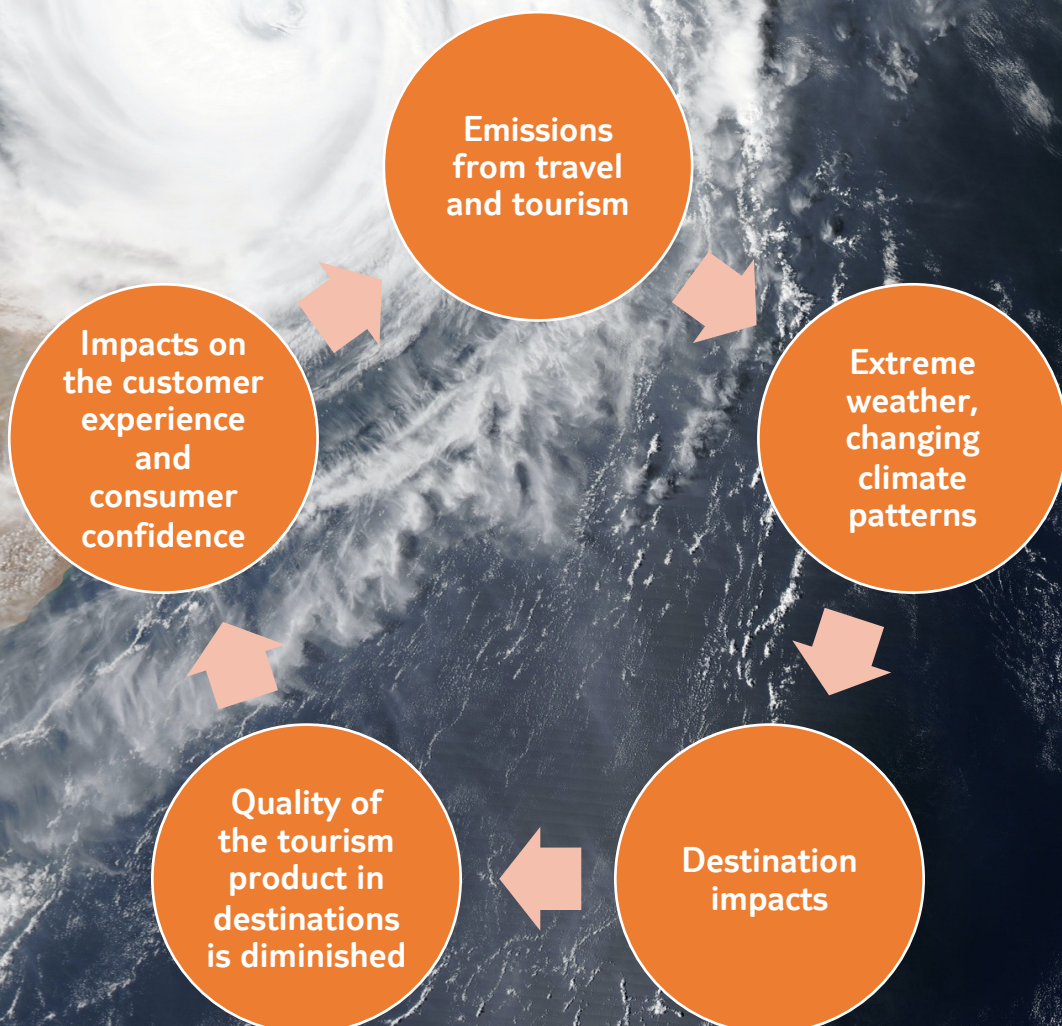 Emissions
from travel
and tourism
Extreme
weather,
changing
climate
patterns
Destination
impacts
Quality of
the tourism
product in
destinations
is diminished
Impacts on
the customer
experience
and
consumer
confidence